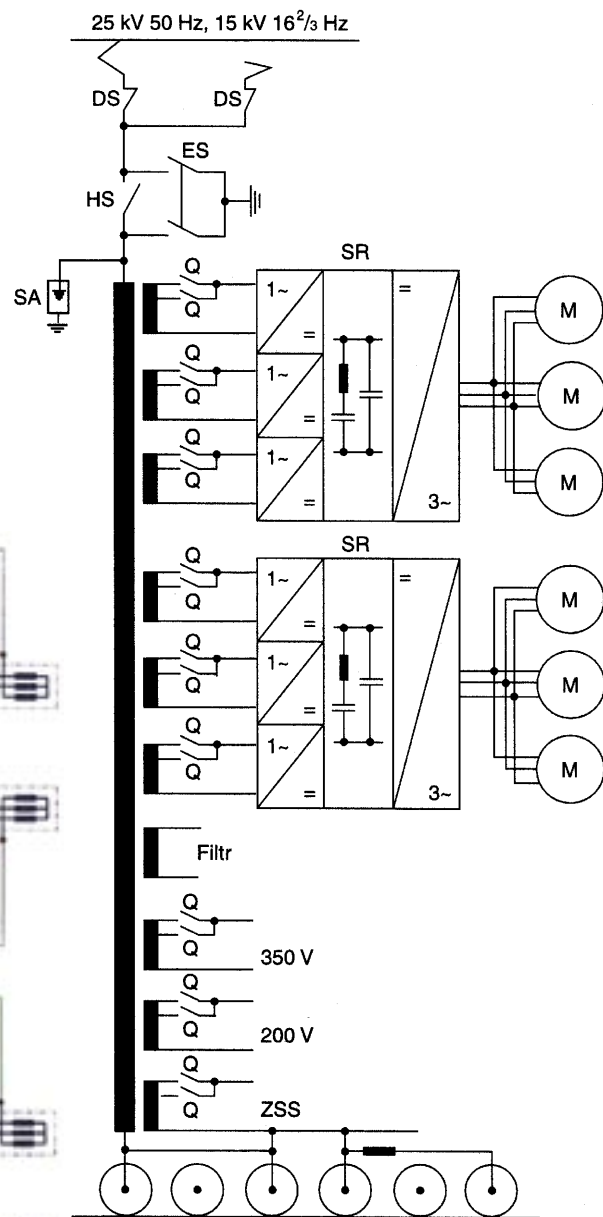 25 kV 50 Hz, 15 kV 16²/₃ Hz
DS
DS
ES
HS
SA
Q
Q
Q
Q
Q
Q
SR
1~
=
1~
=
1~
=
=
3~
M
M
M
Q
Q
Q
Q
Q
Q
SR
1~
=
1~
=
1~
=
=
3~
M
M
M
Filtr
Q
Q
350 V
Q
Q
200 V
Q
Q
ZSS